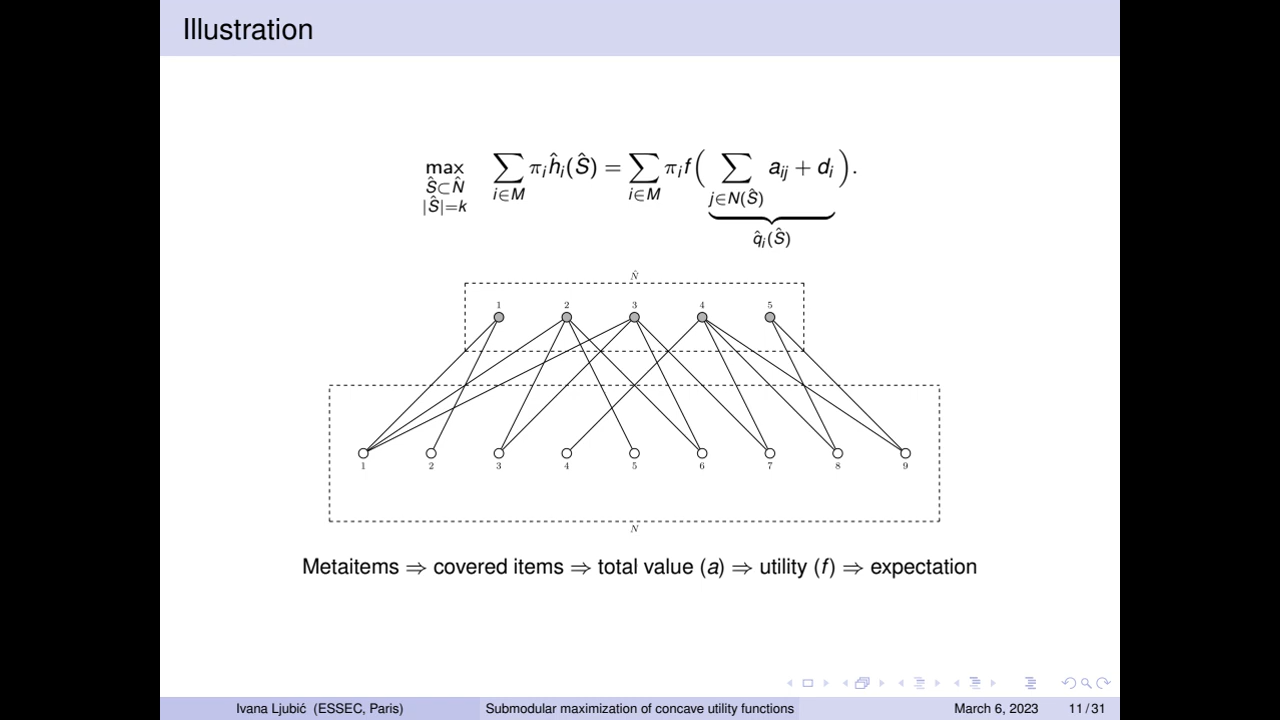 Illustration
max ∑ π_i ĥ_i(Ŝ) = ∑ π_i f( ∑ a_ij + d_i ).
Ŝ⊂N̂ i∈M i∈M j∈N(Ŝ)
|Ŝ|=k
q̂_i(Ŝ)
N̂
1 2 3 4 5
1 2 3 4 5 6 7 8 9
N
Metaitems ⇒ covered items ⇒ total value (a) ⇒ utility (f) ⇒ expectation
Ivana Ljubić (ESSEC, Paris) Submodular maximization of concave utility functions March 6, 2023 11 / 31